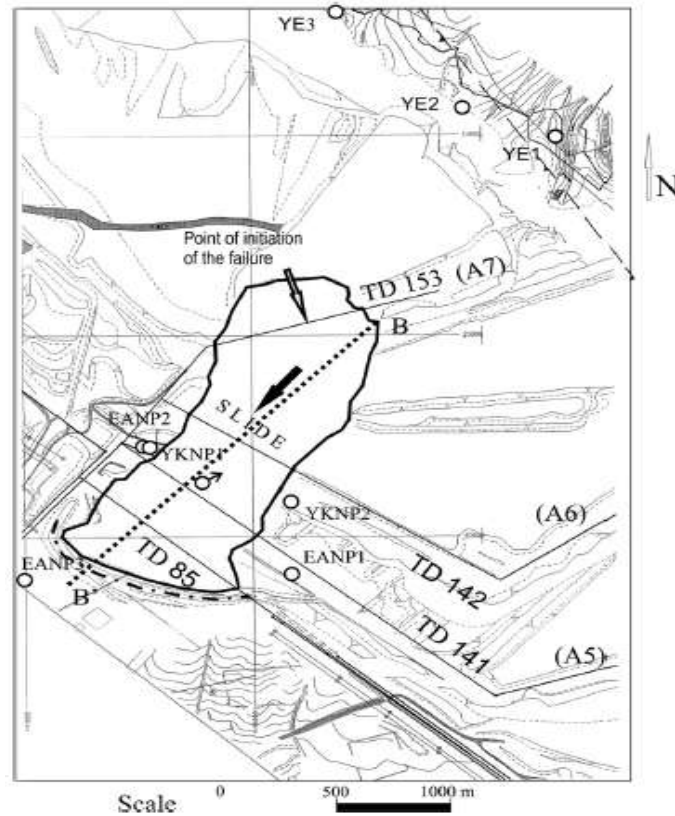 YE3
YE2
YE1
N
Point of initiation
of the failure
TD 153 (A7)
B
SLIDE
EANP2
YKNP1
YKNP2
(A6)
EANP3
TD 85
EANP1
TD 142
B
TD 141
(A5)
Scale
0
500
1000 m